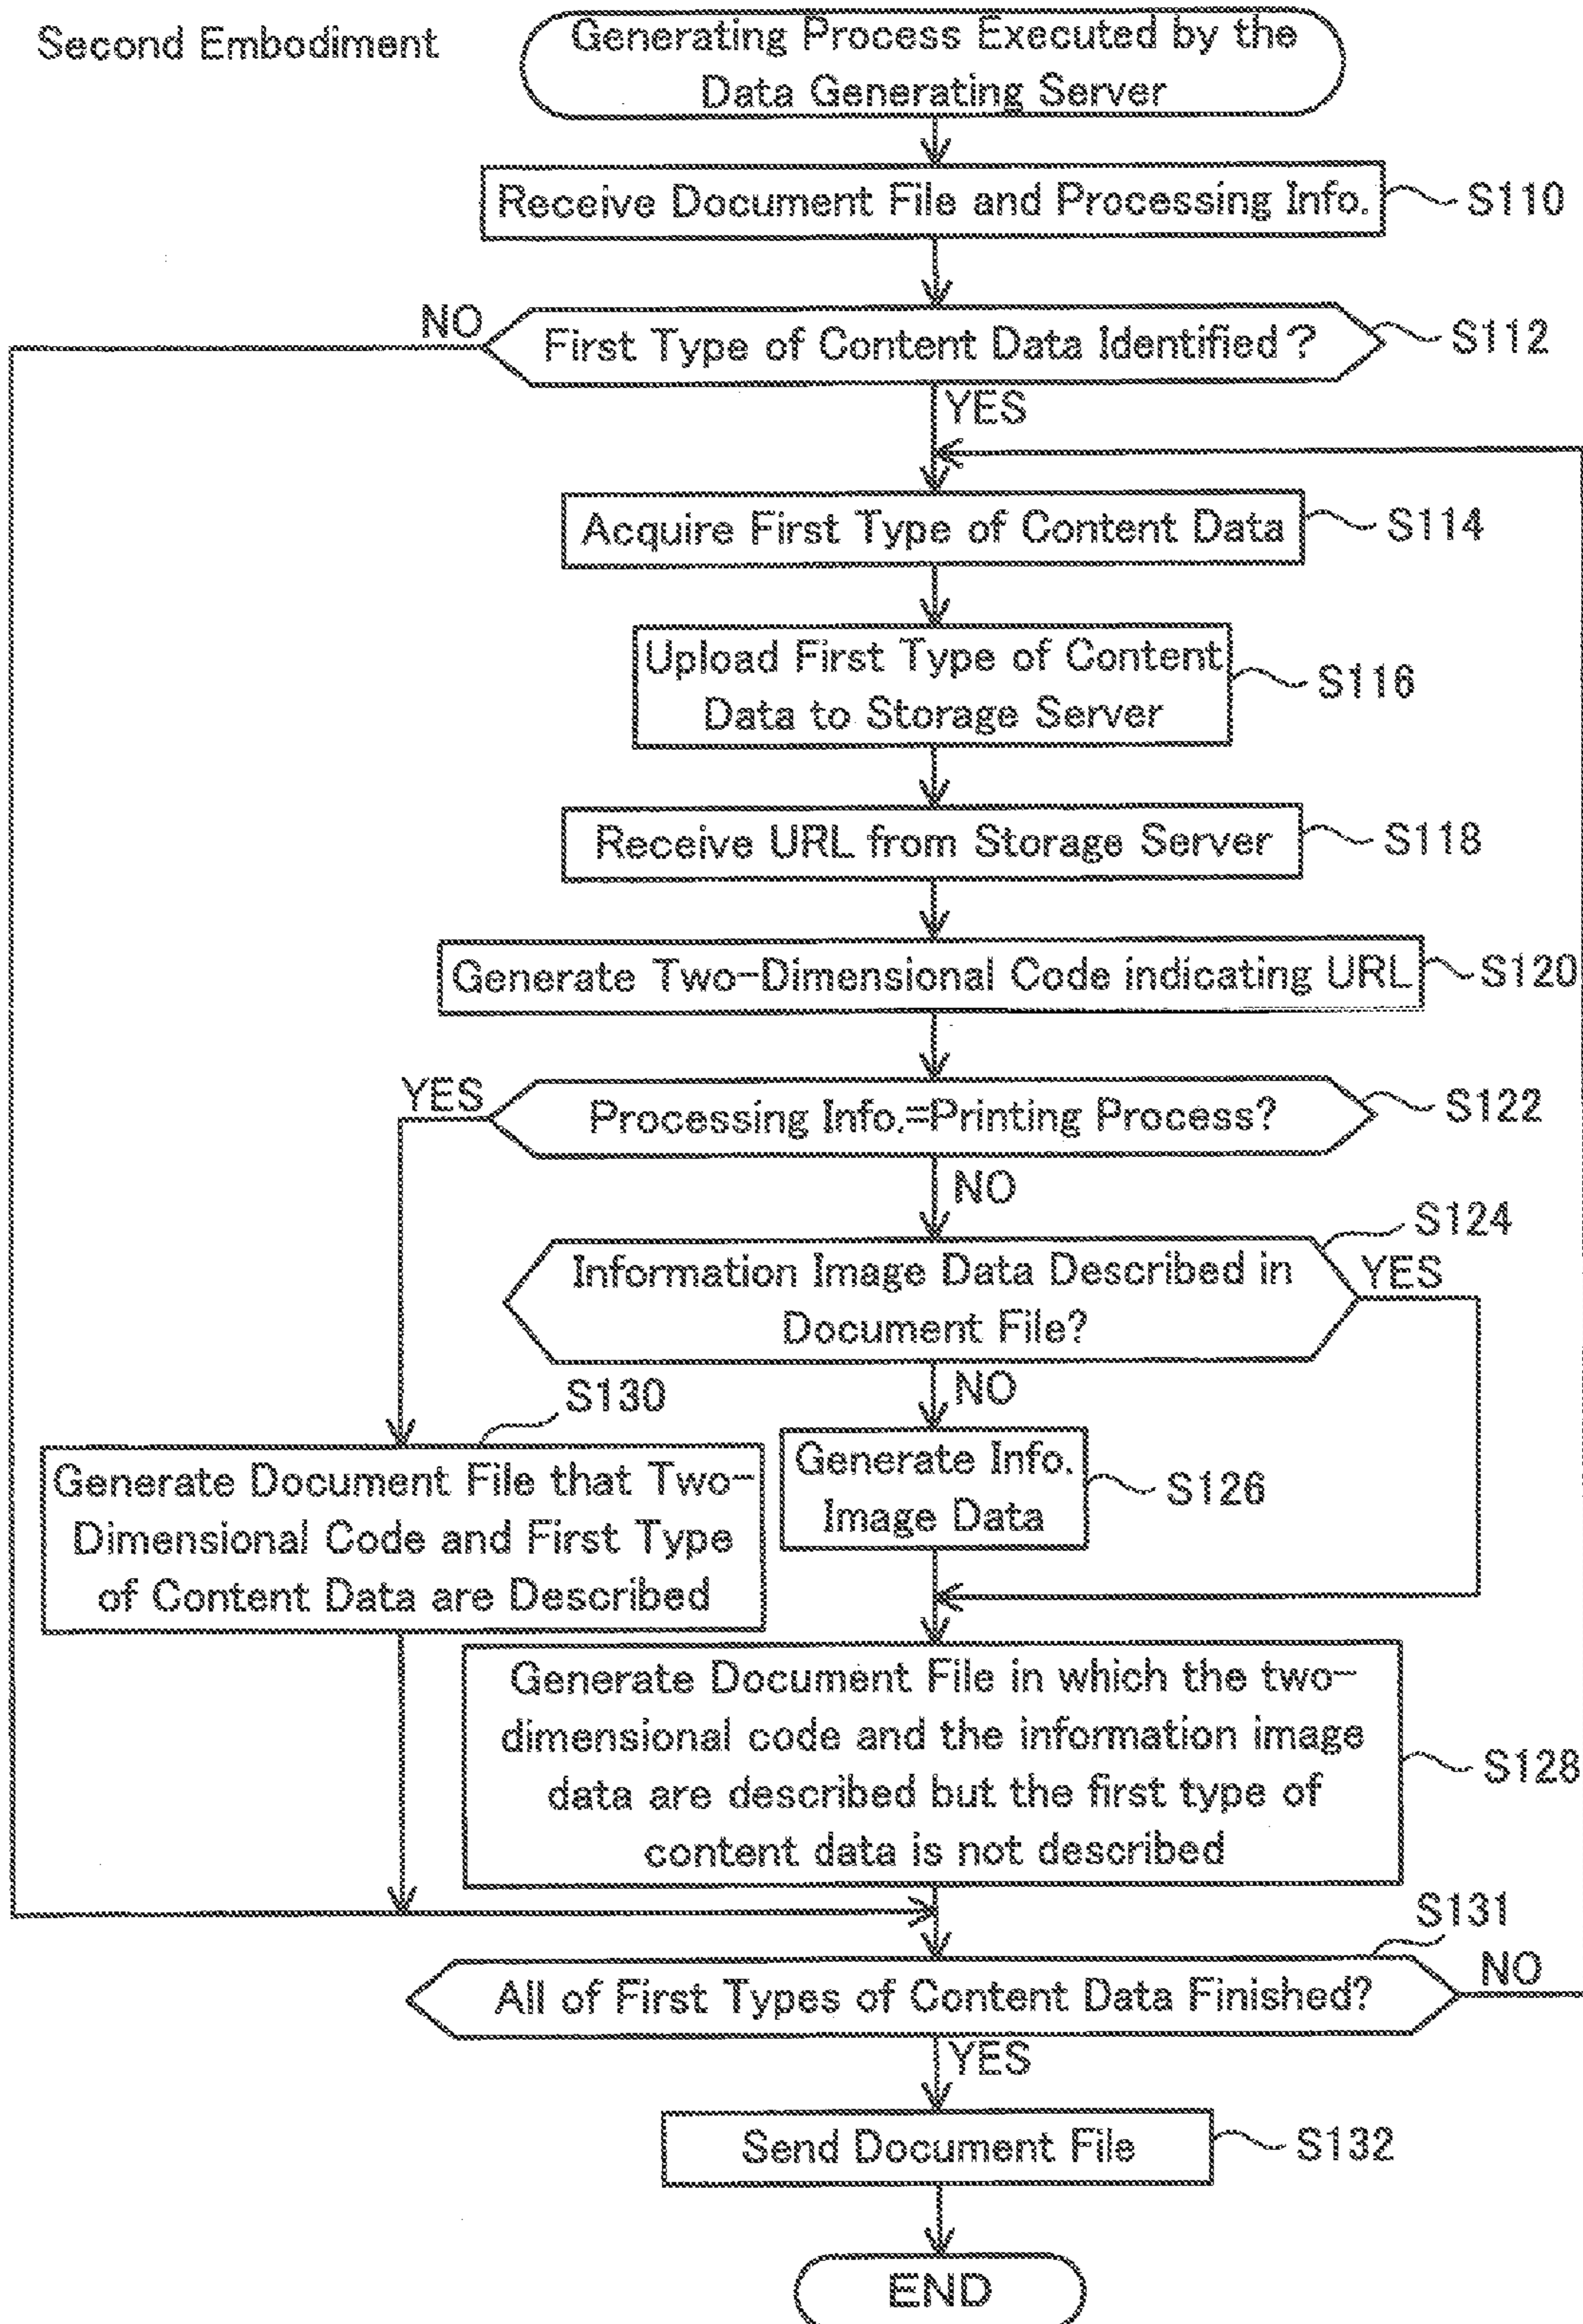 Second Embodiment
Generating Process Executed by the
Data Generating Server
Receive Document File and Processing Info.
S110
NO
First Type of Content Data Identified?
S112
YES
Acquire First Type of Content Data
S114
Upload First Type of Content
Data to Storage Server
S116
Receive URL from Storage Server
S118
Generate Two-Dimensional Code indicating URL
S120
YES
Processing Info.=Printing Process?
S122
NO
S124
Information Image Data Described in
Document File?
YES
NO
S130
Generate Document File that Two-
Dimensional Code and First Type
of Content Data are Described
Generate Info.
Image Data
S126
Generate Document File in which the two-
dimensional code and the information image
data are described but the first type of
content data is not described
S128
S131
All of First Types of Content Data Finished?
NO
YES
Send Document File
S132
END